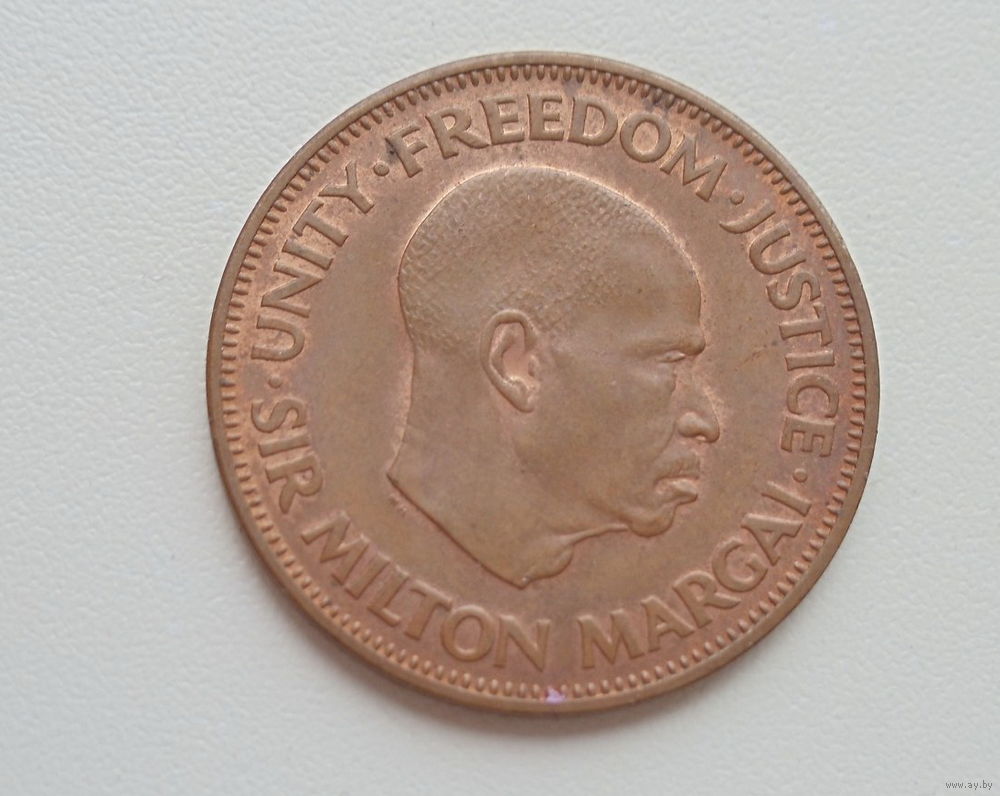 UNITY · FREEDOM · JUSTICE ·
SIR MILTON MARGAI ·
www.ay.by